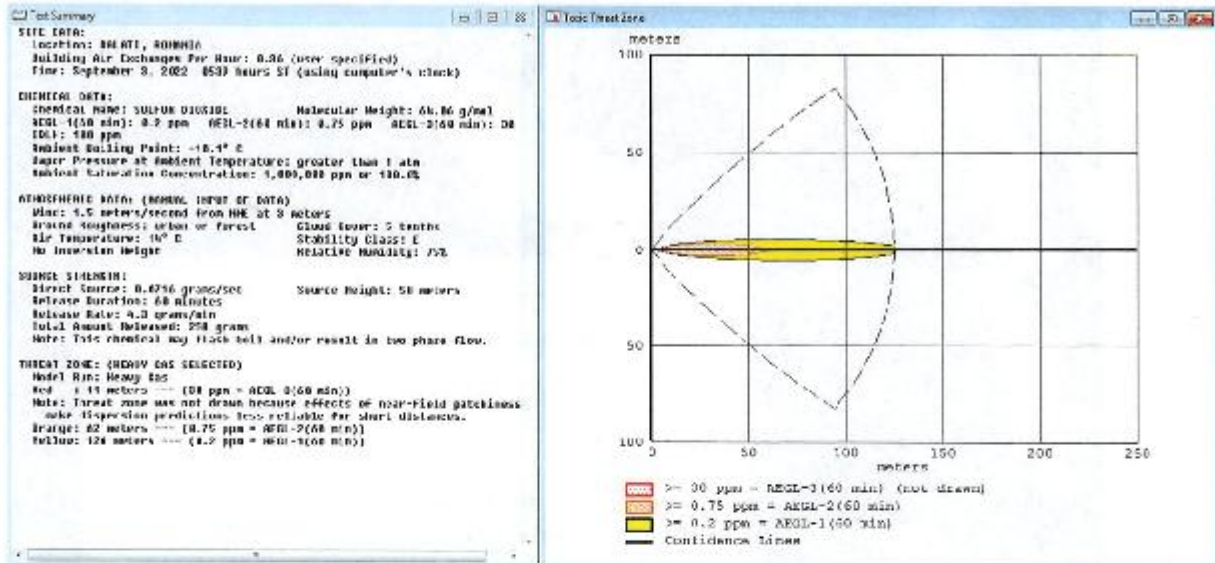 Text Summary
SITE DATA:
Location: GALATI, ROMANIA
Building Air Exchanges Per Hour: 0.36 (user specified)
Time: September 3, 2022 0537 hours ST (using computer's clock)
CHEMICAL DATA:
Chemical Name: SULFUR DIOXIDE Molecular Weight: 64.06 g/mol
AEGL-1(60 min): 0.2 ppm AEGL-2(60 min): 0.75 ppm AEGL-3(60 min): 30
IDLH: 100 ppm
Ambient Boiling Point: -10.1° C
Vapor Pressure at Ambient Temperature: greater than 1 atm
Ambient Saturation Concentration: 1,000,000 ppm or 100.0%
ATMOSPHERIC DATA: (MANUAL INPUT OF DATA)
Wind: 1.5 meters/second from NNE at 3 meters
Ground Roughness: urban or forest Cloud Cover: 5 tenths
Air Temperature: 14° C Stability Class: E
No Inversion Height Relative Humidity: 75%
SOURCE STRENGTH:
Direct Source: 0.0716 grams/sec Source Height: 50 meters
Release Duration: 60 minutes
Release Rate: 4.3 grams/min
Total Amount Released: 258 grams
Note: This chemical may flash boil and/or result in two phase flow.
THREAT ZONE: (HEAVY GAS SELECTED)
Model Run: Heavy Gas
Red : 11 meters --- (30 ppm = AEGL-3(60 min))
Note: Threat zone was not drawn because effects of near-field patchiness
make dispersion predictions less reliable for short distances.
Orange: 62 meters --- (0.75 ppm = AEGL-2(60 min))
Yellow: 126 meters --- (0.2 ppm = AEGL-1(60 min))
Toxic Threat Zone
meters
100
50
0
50
100
0 50 100 150 200 250
meters
>= 30 ppm = AEGL-3(60 min) (not drawn)
>= 0.75 ppm = AEGL-2(60 min)
>= 0.2 ppm = AEGL-1(60 min)
Confidence Lines